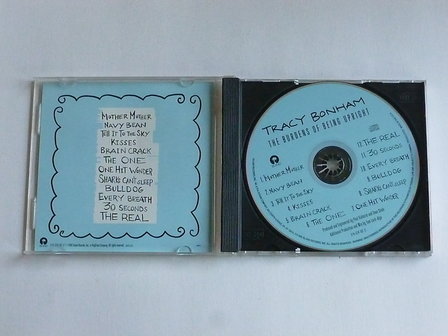 MOTHER MOTHER
NAVY BEAN
TELL IT TO THE SKY
KISSES
BRAIN CRACK
THE ONE
ONE HIT WONDER
SHARKS CAN'T SLEEP
BULLDOG
EVERY BREATH
30 SECONDS
THE REAL
TRACY BONHAM
THE BURDENS OF BEING UPRIGHT
1. MOTHER MOTHER
2. NAVY BEAN
3. TELL IT TO THE SKY
4. KISSES
5. BRAIN CRACK
6. THE ONE
7. ONE HIT WONDER
8. SHARKS CAN'T SLEEP
9. BULLDOG
10. EVERY BREATH
11. 30 SECONDS
12. THE REAL